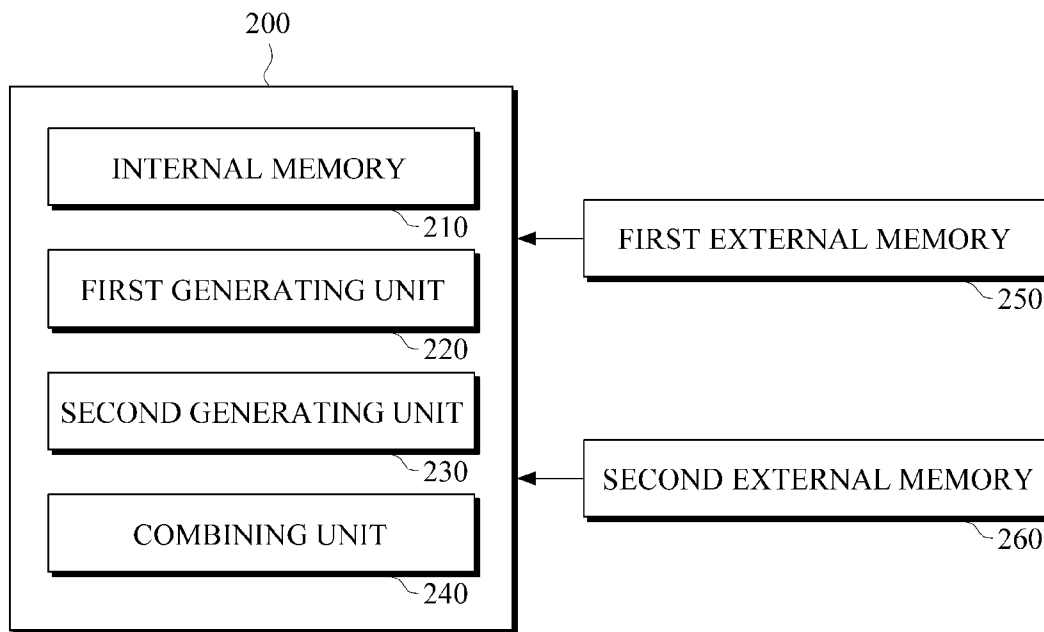 200
INTERNAL MEMORY
210
FIRST GENERATING UNIT
220
SECOND GENERATING UNIT
230
COMBINING UNIT
240
FIRST EXTERNAL MEMORY
250
SECOND EXTERNAL MEMORY
260